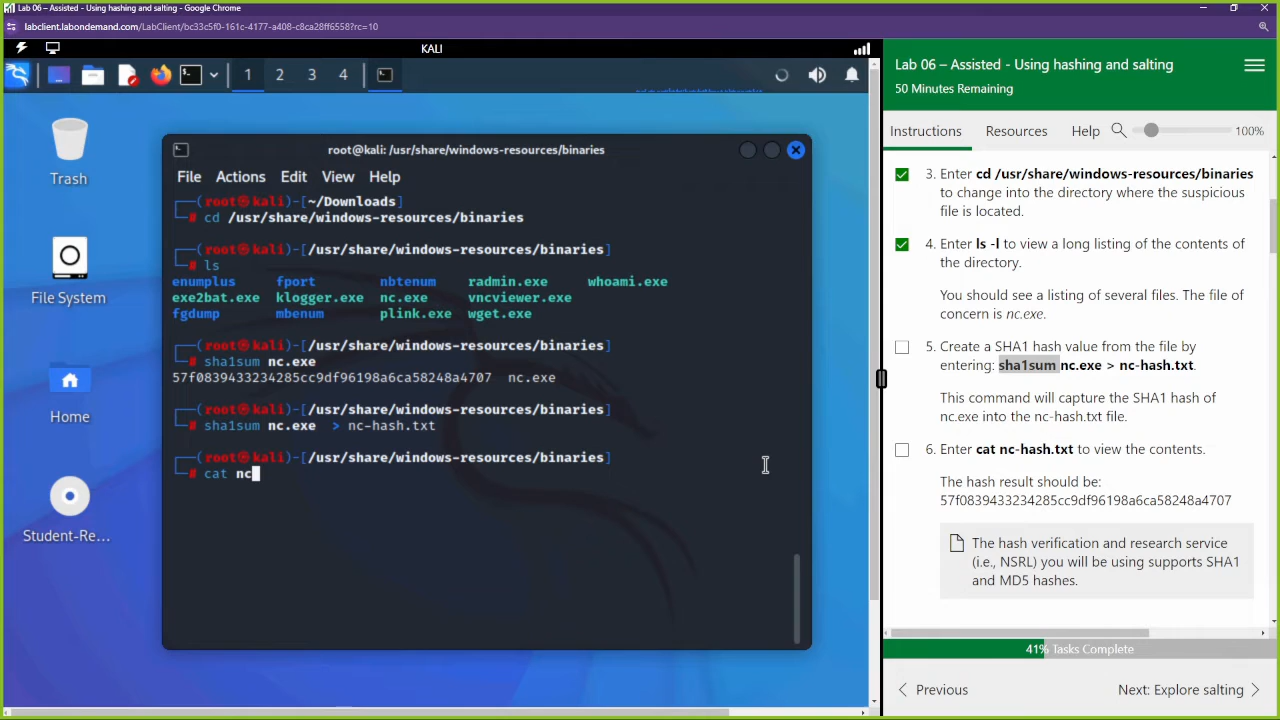 Lab 06 – Assisted - Using hashing and salting - Google Chrome
labclient.labondemand.com/LabClient/bc33c5f0-161c-4177-a408-c8ca28ff6558?rc=10
KALI
1 2 3 4
Trash
File System
Home
Student-Re...
root@kali: /usr/share/windows-resources/binaries
File Actions Edit View Help
┌──(root㉿kali)-[~/Downloads]
└─# cd /usr/share/windows-resources/binaries
┌──(root㉿kali)-[/usr/share/windows-resources/binaries]
└─# ls
enumplus fport nbtenum radmin.exe whoami.exe
exe2bat.exe klogger.exe nc.exe vncviewer.exe
fgdump mbenum plink.exe wget.exe
┌──(root㉿kali)-[/usr/share/windows-resources/binaries]
└─# sha1sum nc.exe
57f0839433234285cc9df96198a6ca58248a4707 nc.exe
┌──(root㉿kali)-[/usr/share/windows-resources/binaries]
└─# sha1sum nc.exe > nc-hash.txt
┌──(root㉿kali)-[/usr/share/windows-resources/binaries]
└─# cat nc
Lab 06 – Assisted - Using hashing and salting
50 Minutes Remaining
Instructions Resources Help 100%
3. Enter cd /usr/share/windows-resources/binaries
to change into the directory where the suspicious
file is located.
4. Enter ls -l to view a long listing of the contents of
the directory.
You should see a listing of several files. The file of
concern is nc.exe.
5. Create a SHA1 hash value from the file by
entering: sha1sum nc.exe > nc-hash.txt.
This command will capture the SHA1 hash of
nc.exe into the nc-hash.txt file.
6. Enter cat nc-hash.txt to view the contents.
The hash result should be:
57f0839433234285cc9df96198a6ca58248a4707
The hash verification and research service
(i.e., NSRL) you will be using supports SHA1
and MD5 hashes.
41% Tasks Complete
Previous Next: Explore salting